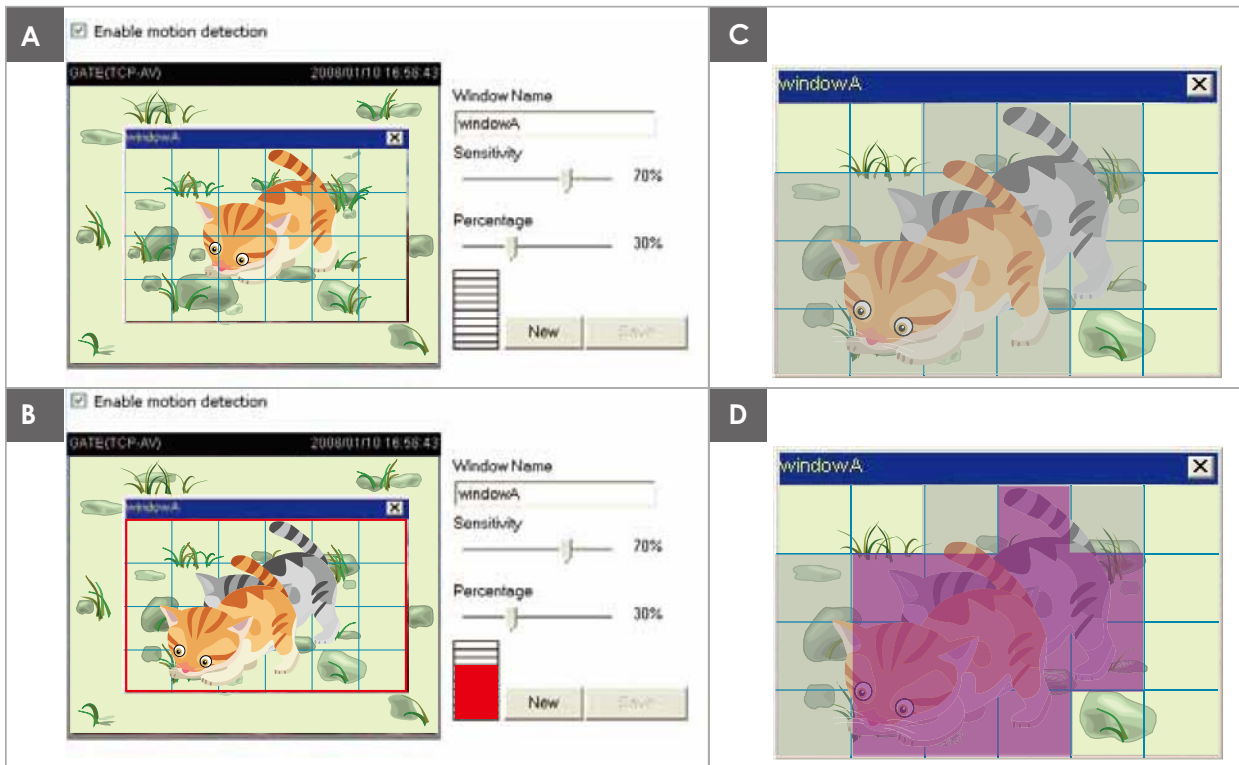 A
Enable motion detection
GATE(TCP-AV) 2008/01/10 16:56:43
windowA
Window Name
windowA
Sensitivity
70%
Percentage
30%
New Save
B
Enable motion detection
GATE(TCP-AV) 2008/01/10 16:56:43
windowA
Window Name
windowA
Sensitivity
70%
Percentage
30%
New Save
C
windowA
D
windowA